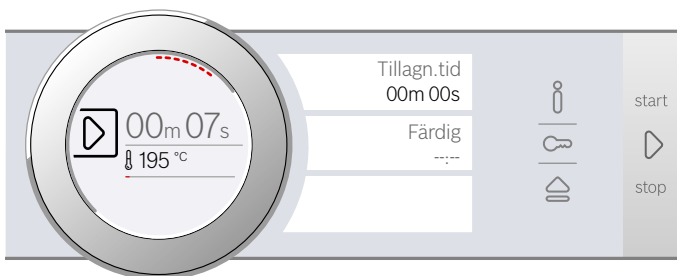 00m 07s
195 °C
Tillagn.tid
00m 00s
Färdig
--:--
start
stop